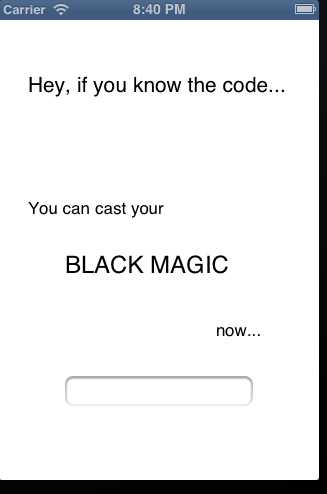 Carrier 8:40 PM
Hey, if you know the code...
You can cast your
BLACK MAGIC
now...